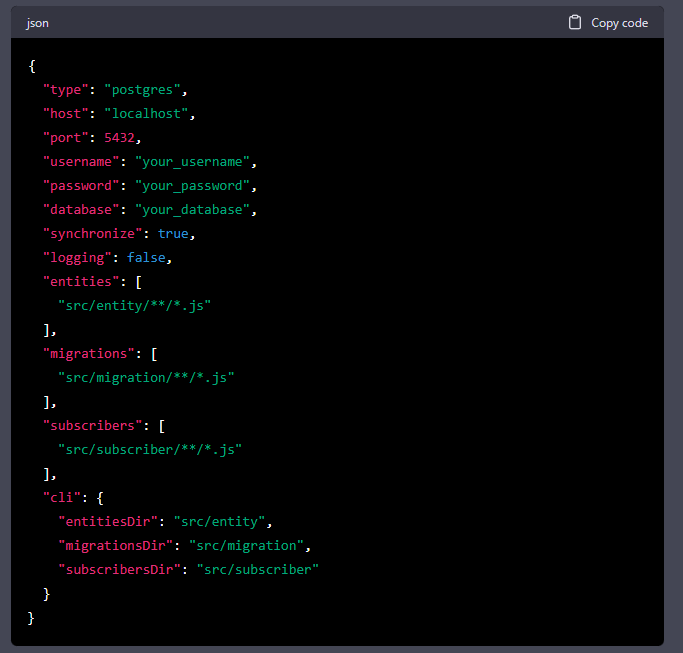 json
Copy code
{
"type": "postgres",
"host": "localhost",
"port": 5432,
"username": "your_username",
"password": "your_password",
"database": "your_database",
"synchronize": true,
"logging": false,
"entities": [
"src/entity/**/*.js"
],
"migrations": [
"src/migration/**/*.js"
],
"subscribers": [
"src/subscriber/**/*.js"
],
"cli": {
"entitiesDir": "src/entity",
"migrationsDir": "src/migration",
"subscribersDir": "src/subscriber"
}
}